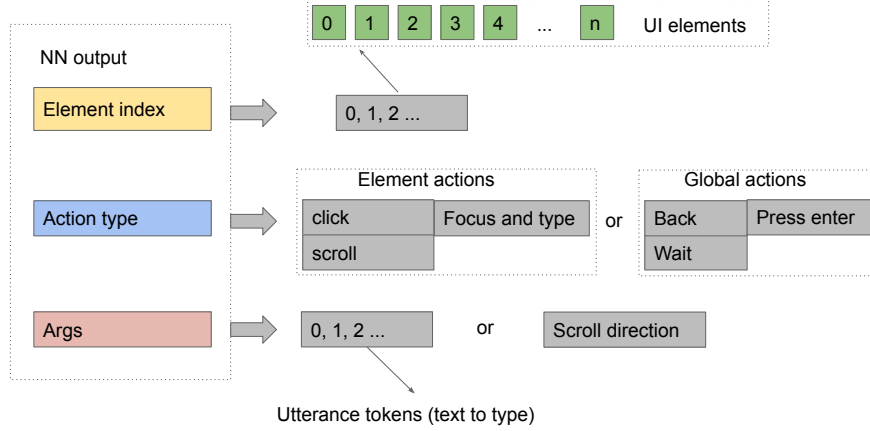 0 1 2 3 4 ... n UI elements
NN output
Element index
0, 1, 2 ...
Element actions
Global actions
Action type
click
Focus and type
or
Back
Press enter
scroll
Wait
Args
0, 1, 2 ...
or
Scroll direction
Utterance tokens (text to type)